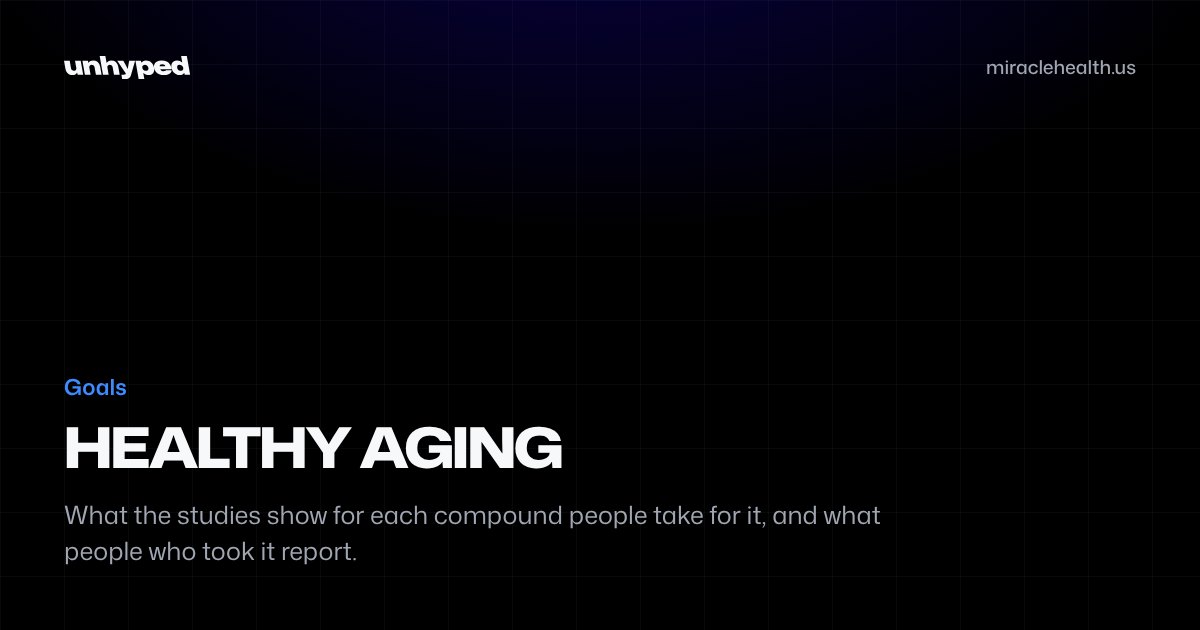 unhyped
miraclehealth.us
Goals
HEALTHY AGING
What the studies show for each compound people take for it, and what
people who took it report.